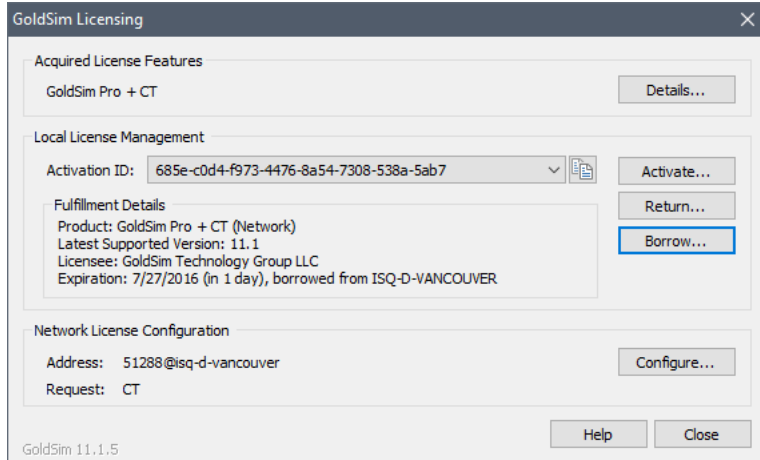 GoldSim Licensing
Acquired License Features
GoldSim Pro + CT
Details...
Local License Management
Activation ID: 685e-c0d4-f973-4476-8a54-7308-538a-5ab7
Activate...
Fulfillment Details
Return...
Product: GoldSim Pro + CT (Network)
Latest Supported Version: 11.1
Borrow...
Licensee: GoldSim Technology Group LLC
Expiration: 7/27/2016 (in 1 day), borrowed from ISQ-D-VANCOUVER
Network License Configuration
Address: 51288@isq-d-vancouver
Configure...
Request: CT
Help
Close
GoldSim 11.1.5